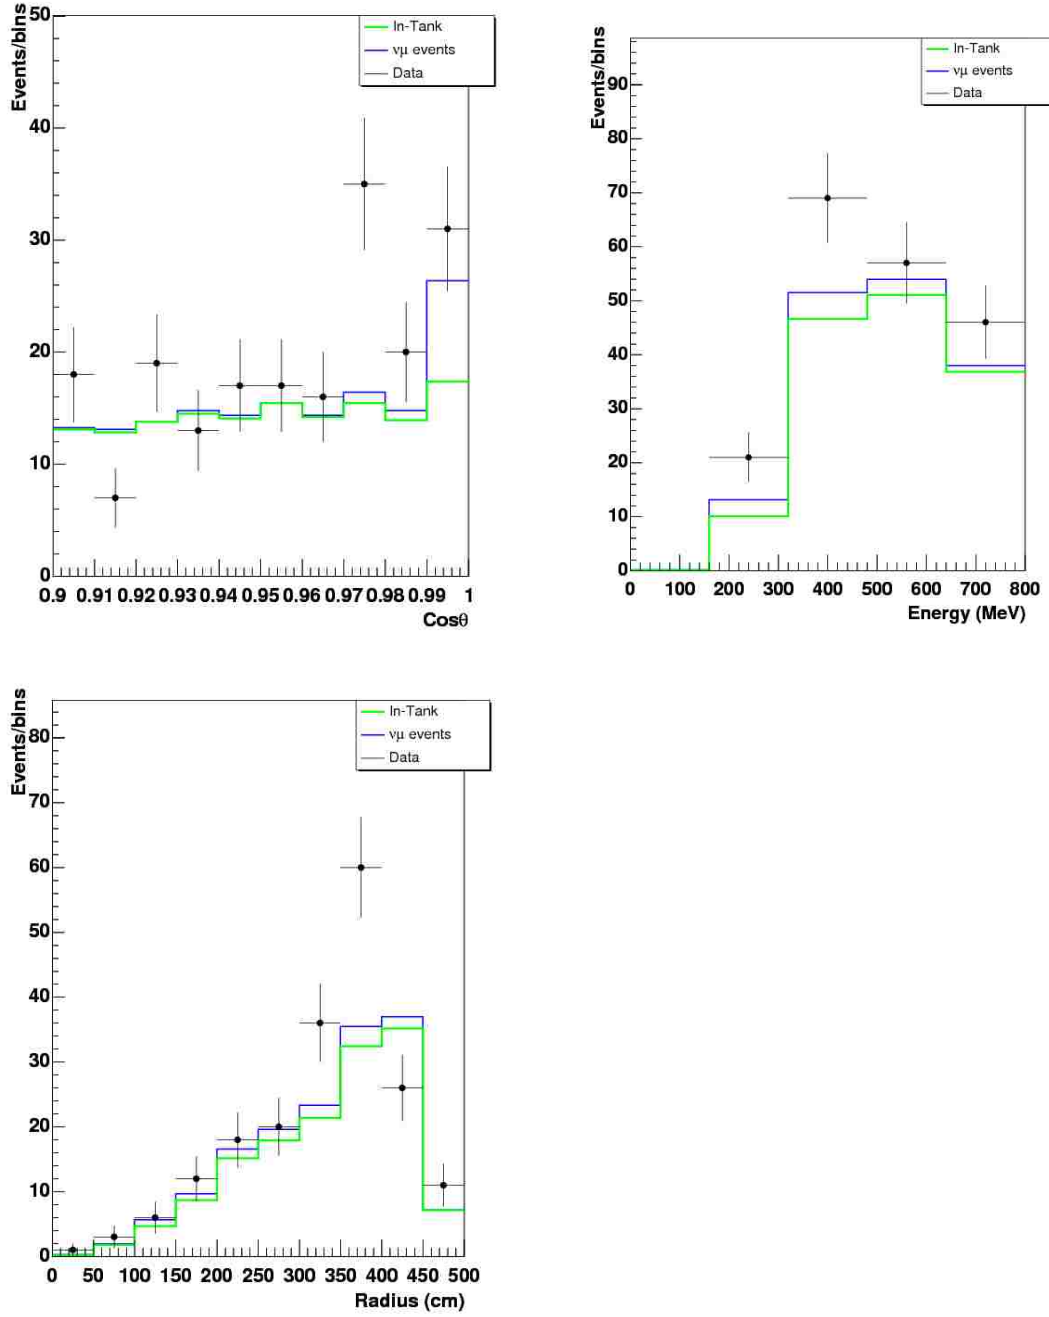 Events/bins
50
40
30
20
10
0
In-Tank
νμ events
Data
0.9 0.91 0.92 0.93 0.94 0.95 0.96 0.97 0.98 0.99 1
Cosθ
Events/bins
90
80
70
60
50
40
30
20
10
0
In-Tank
νμ events
Data
0 100 200 300 400 500 600 700 800
Energy (MeV)
Events/bins
80
70
60
50
40
30
20
10
0
In-Tank
νμ events
Data
0 50 100 150 200 250 300 350 400 450 500
Radius (cm)